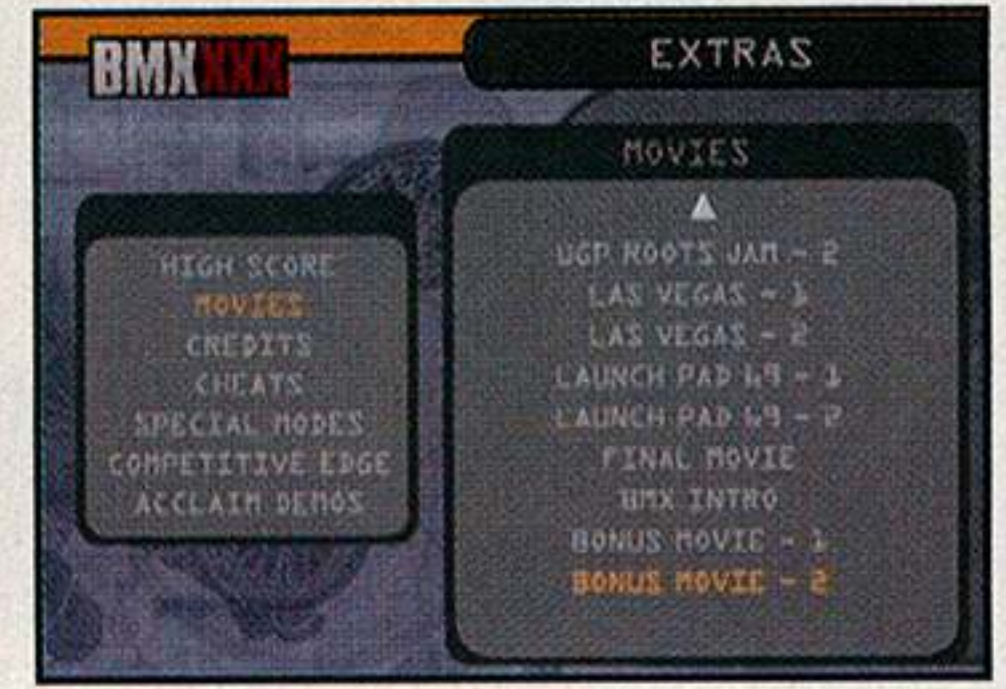 BMXXXX
EXTRAS
HIGH SCORE
MOVIES
CREDITS
CHEATS
SPECIAL MODES
COMPETITIVE EDGE
ACCLAIM DEMOS
MOVIES
UGP ROOTS JAM - 2
LAS VEGAS - 1
LAS VEGAS - 2
LAUNCH PAD 69 - 1
LAUNCH PAD 69 - 2
FINAL MOVIE
BMX INTRO
BONUS MOVIE - 1
BONUS MOVIE - 2